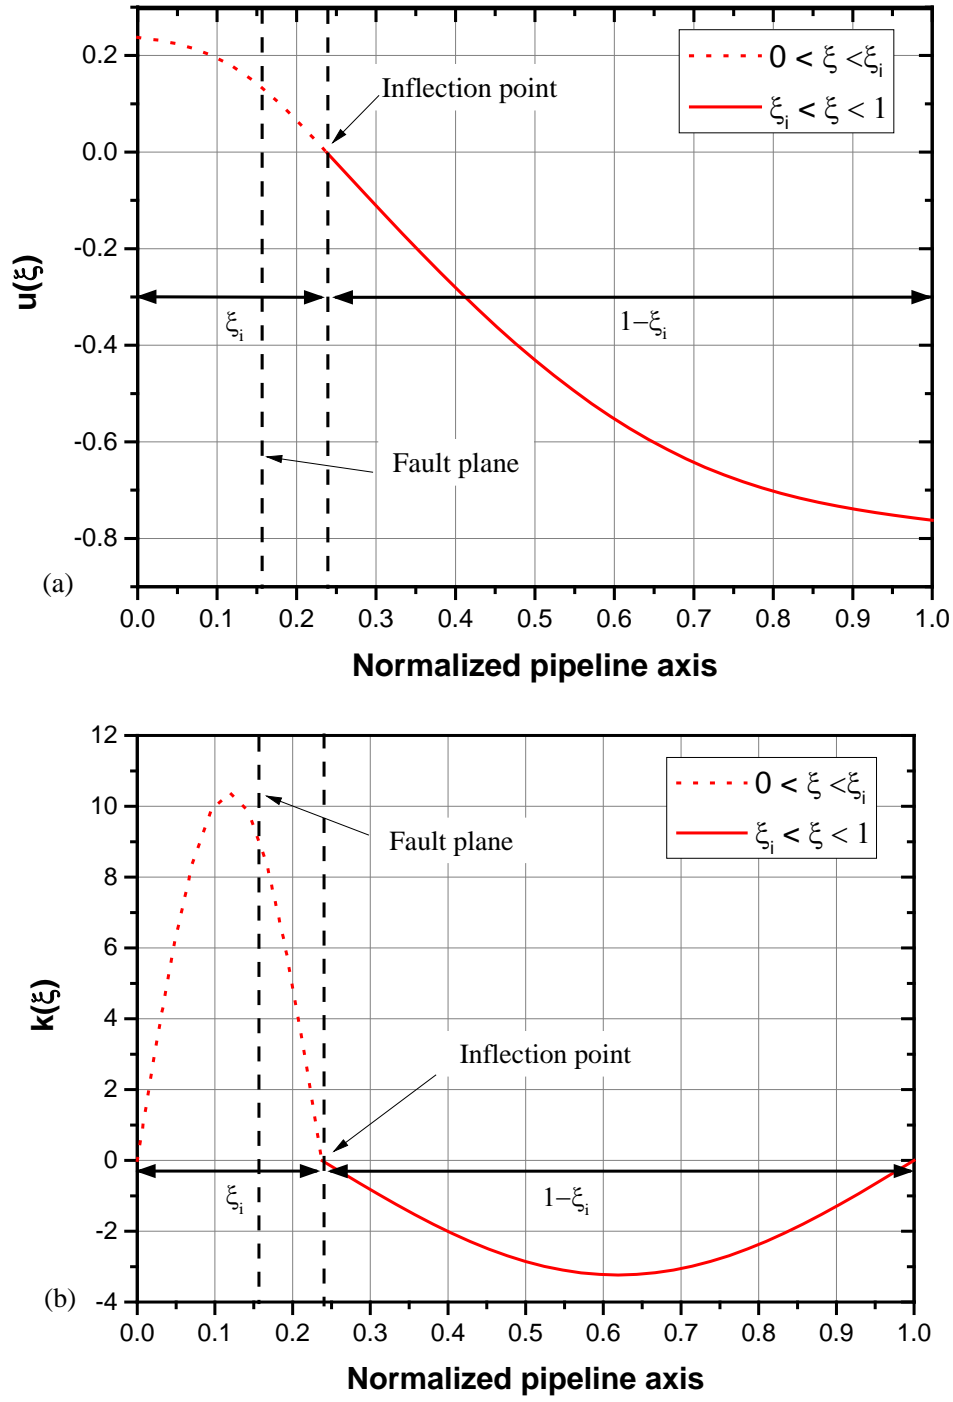 0.2
0.0
-0.2
-0.4
-0.6
-0.8
u(ξ)
0 < ξ <ξi
ξi < ξ < 1
Inflection point
ξi
1−ξi
Fault plane
(a)
0.0 0.1 0.2 0.3 0.4 0.5 0.6 0.7 0.8 0.9 1.0
Normalized pipeline axis
12
10
8
6
4
2
0
-2
-4
k(ξ)
0 < ξ <ξi
ξi < ξ < 1
Fault plane
Inflection point
ξi
1−ξi
(b)
0.0 0.1 0.2 0.3 0.4 0.5 0.6 0.7 0.8 0.9 1.0
Normalized pipeline axis